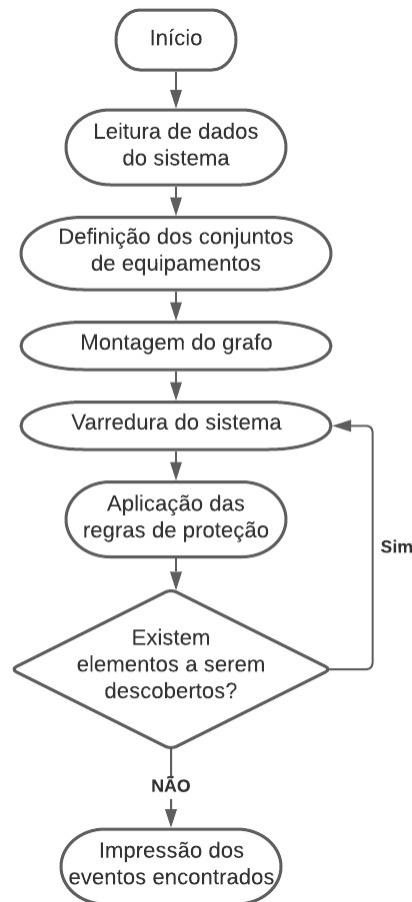 Início
Leitura de dados
do sistema
Definição dos conjuntos
de equipamentos
Montagem do grafo
Varredura do sistema
Aplicação das
regras de proteção
Sim
Existem
elementos a serem
descobertos?
NÃO
Impressão dos
eventos encontrados